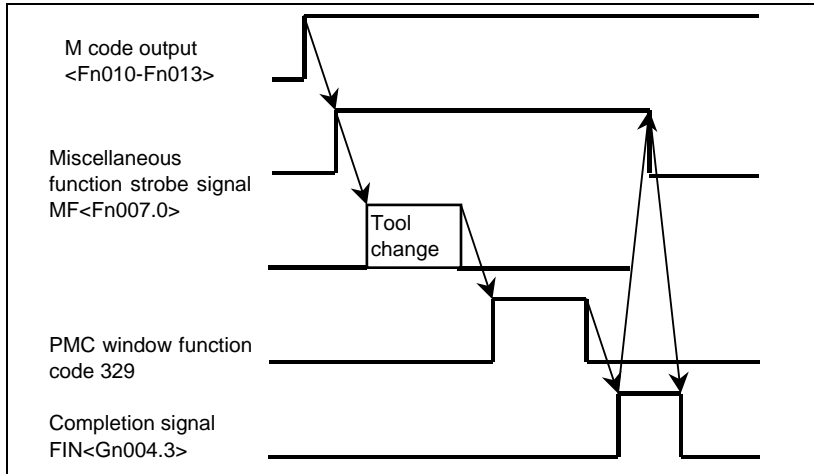 M code output
<Fn010-Fn013>
Miscellaneous
function strobe signal
MF<Fn007.0>
Tool
change
PMC window function
code 329
Completion signal
FIN<Gn004.3>